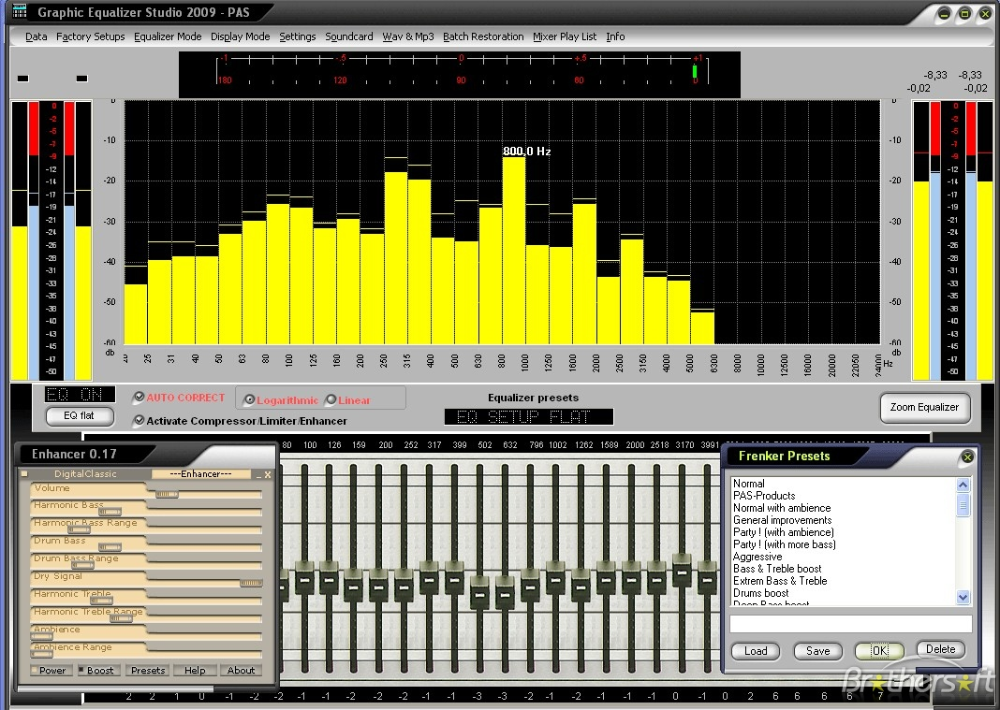 Graphic Equalizer Studio 2009 - PAS
Data Factory Setups Equalizer Mode Display Mode Settings Soundcard Wav & Mp3 Batch Restoration Mixer Play List Info
-1 -.5 0 +.5 +1
180 120 90 60 0
-8,33 -8,33
-0,02 -0,02
0
-2
-5
-7
-9
-12
-14
-17
-19
-21
-24
-26
-28
-31
-33
-35
-38
-40
-43
-45
-47
-50
-10
-20
-30
-40
-50
-60
db
800,0 Hz
-10
-20
-30
-40
-50
-60
db
0
-2
-5
-7
-9
-12
-14
-17
-19
-21
-24
-26
-28
-31
-33
-35
-38
-40
-43
-45
-47
-50
20 25 31 40 50 63 80 100 125 160 200 250 315 400 500 630 800 1000 1250 1600 2000 2500 3150 4000 5000 6300 8000 10000 12500 16000 20000 22050 24000 Hz
EQ ON
EQ flat
AUTO CORRECT
Logarithmic Linear
Activate Compressor/Limiter/Enhancer
Equalizer presets
EQ SETUP FLAT
Zoom Equalizer
80 100 126 159 200 252 317 399 502 632 796 1002 1262 1589 2000 2518 3170 3991
Enhancer 0.17
DigitalClassic ---Enhancer--- _ x
Volume
Harmonic Bass
Harmonic Bass Range
Drum Bass
Drum Bass Range
Dry Signal
Harmonic Treble
Harmonic Treble Range
Ambience
Ambience Range
Power Boost Presets Help About
Frenker Presets
Normal
PAS-Products
Normal with ambience
General improvements
Party ! (with ambience)
Party ! (with more bass)
Aggressive
Bass & Treble boost
Extrem Bass & Treble
Drums boost
Deep Bass boost
Load Save OK Delete
2 2 1 0 -1 -2 -2 -1 -1 -2 -2 -2 -1 -1 -3 -3 -2 -1 -2 -1 -1 -1 0 -1 0 2 6 6 6 6 7
Brothersoft